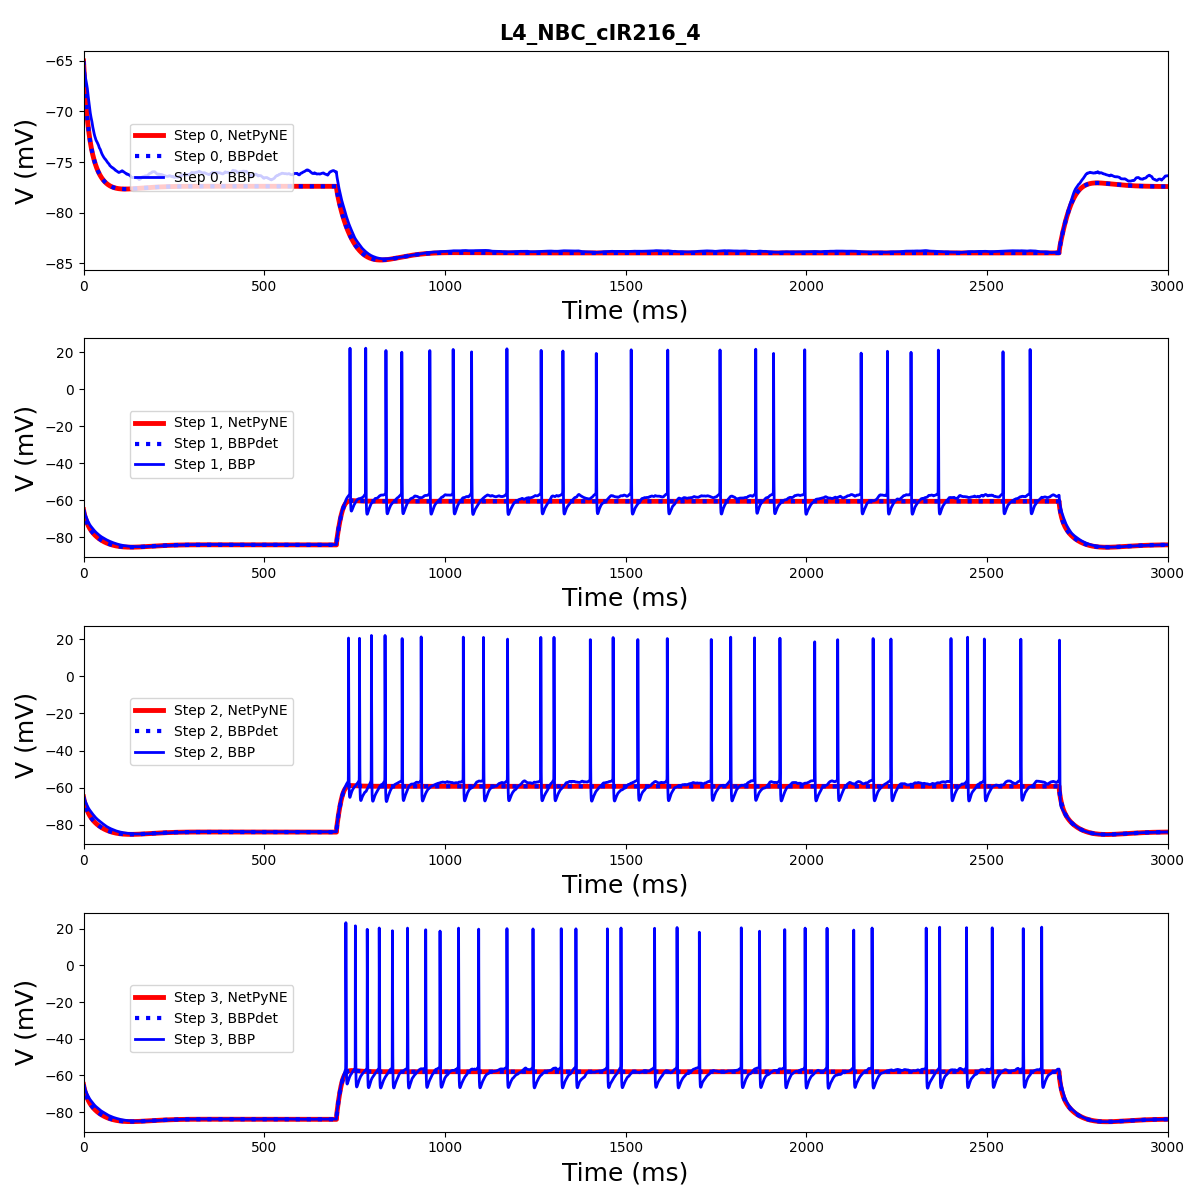 L4_NBC_cIR216_4
V (mV)
−65
−70
−75
−80
−85
Step 0, NetPyNE
Step 0, BBPdet
Step 0, BBP
0 500 1000 1500 2000 2500 3000
Time (ms)
V (mV)
20
0
−20
−40
−60
−80
Step 1, NetPyNE
Step 1, BBPdet
Step 1, BBP
0 500 1000 1500 2000 2500 3000
Time (ms)
V (mV)
20
0
−20
−40
−60
−80
Step 2, NetPyNE
Step 2, BBPdet
Step 2, BBP
0 500 1000 1500 2000 2500 3000
Time (ms)
V (mV)
20
0
−20
−40
−60
−80
Step 3, NetPyNE
Step 3, BBPdet
Step 3, BBP
0 500 1000 1500 2000 2500 3000
Time (ms)